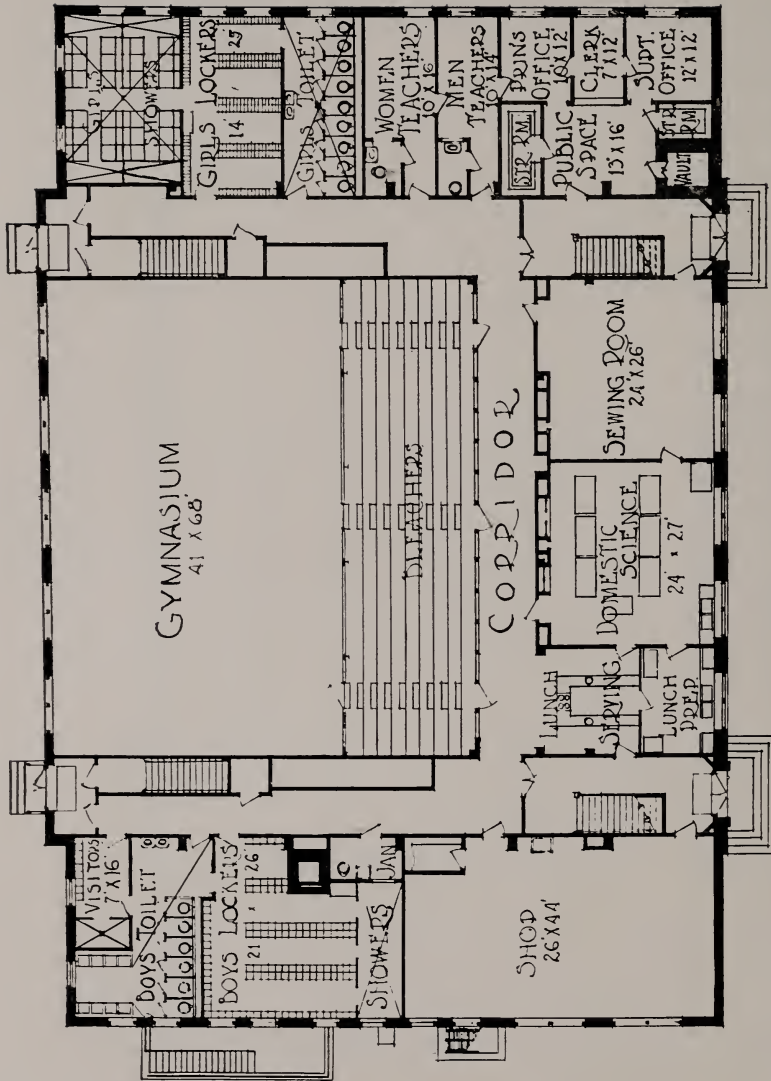 GIRLS
SHOWERS
GIRLS LOCKERS
14 25
GIRLS TOILET
WOMEN
TEACHERS
10' X 16'
MEN
TEACHERS
10' X 14'
PRINS
OFFICE
10 X 12'
CLERK
7' X 12'
SUPT.
OFFICE
12' X 12'
STR. RM.
PUBLIC
SPACE
X 16'
VAULT
STR.
RM.
GYMNASIUM
41 X 68'
BLEACHERS
CORRIDOR
SEWING ROOM
24' X 26'
DOMESTIC
SCIENCE
24' X 27'
LUNCH
SERVING
LUNCH
PREP.
VISITORS
7' X 16'
BOYS TOILET
BOYS LOCKERS
21 26
JAN
SHOWERS
SHOP
26' X 44'